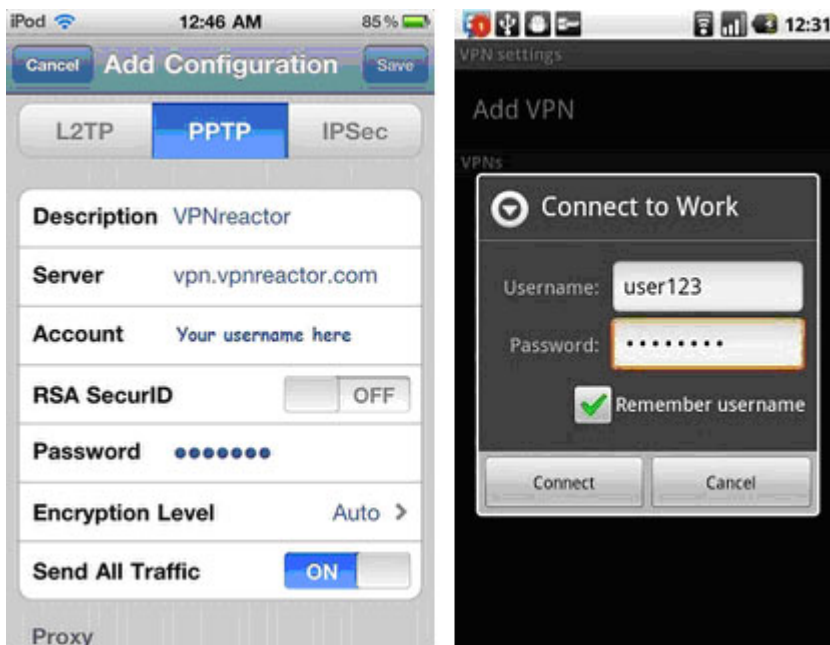 iPod 12:46 AM 85%
Cancel Add Configuration Save
L2TP PPTP IPSec
Description VPNreactor
Server vpn.vpnreactor.com
Account Your username here
RSA SecurID OFF
Password •••••••
Encryption Level Auto >
Send All Traffic ON
Proxy
12:31
VPN settings
Add VPN
VPNs
Connect to Work
Username: user123
Password: ••••••••
Remember username
Connect Cancel